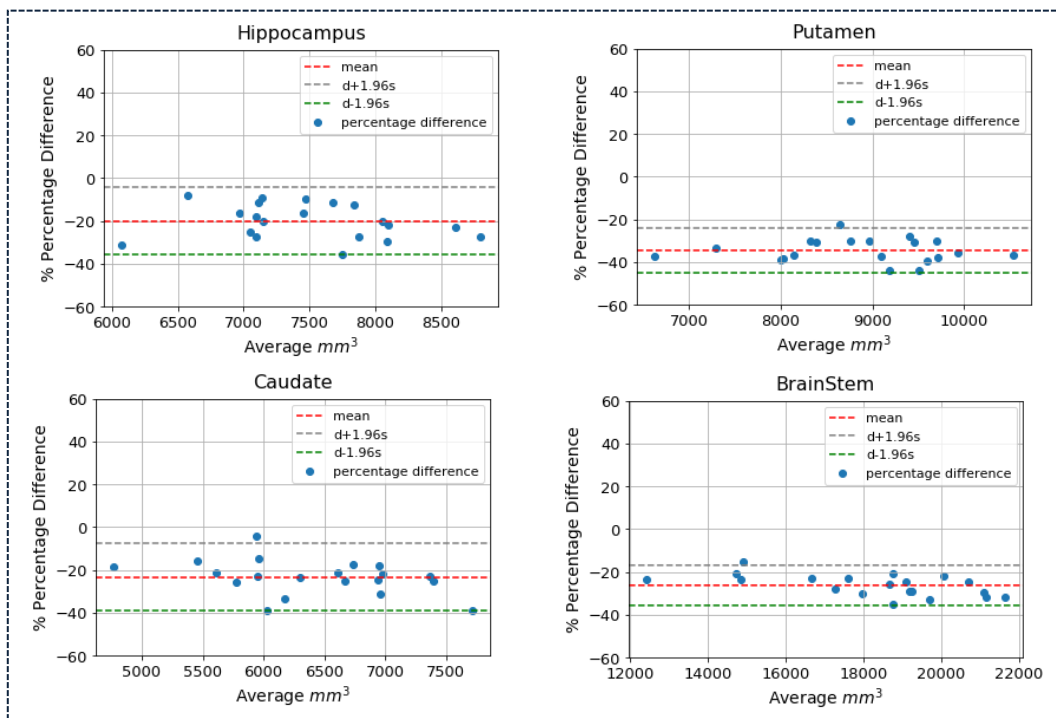 Hippocampus
60
40
20
0
−20
−40
−60
% Percentage Difference
mean
d+1.96s
d-1.96s
percentage difference
6000 6500 7000 7500 8000 8500
Average mm³
Putamen
60
40
20
0
−20
−40
−60
% Percentage Difference
mean
d+1.96s
d-1.96s
percentage difference
7000 8000 9000 10000
Average mm³
Caudate
60
40
20
0
−20
−40
−60
% Percentage Difference
mean
d+1.96s
d-1.96s
percentage difference
5000 5500 6000 6500 7000 7500
Average mm³
BrainStem
60
40
20
0
−20
−40
−60
% Percentage Difference
mean
d+1.96s
d-1.96s
percentage difference
12000 14000 16000 18000 20000 22000
Average mm³